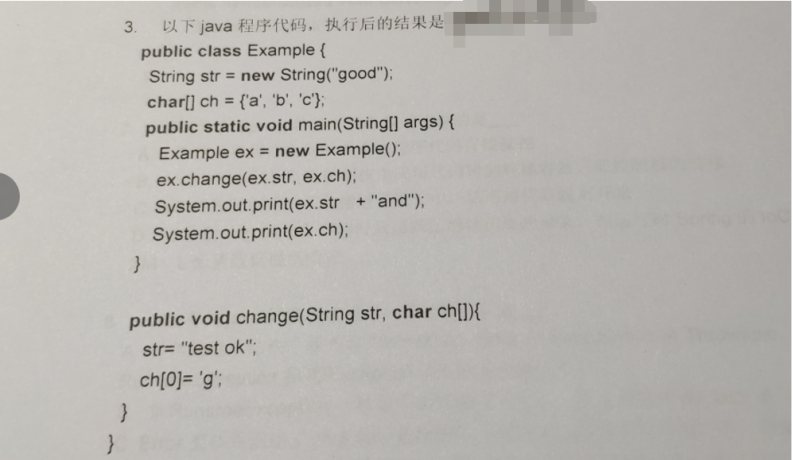 3. 以下 java 程序代码，执行后的结果是
public class Example {
String str = new String("good");
char[] ch = {'a', 'b', 'c'};
public static void main(String[] args) {
Example ex = new Example();
ex.change(ex.str, ex.ch);
System.out.print(ex.str + "and");
System.out.print(ex.ch);
}
public void change(String str, char ch[]){
str= "test ok";
ch[0]= 'g';
}
}